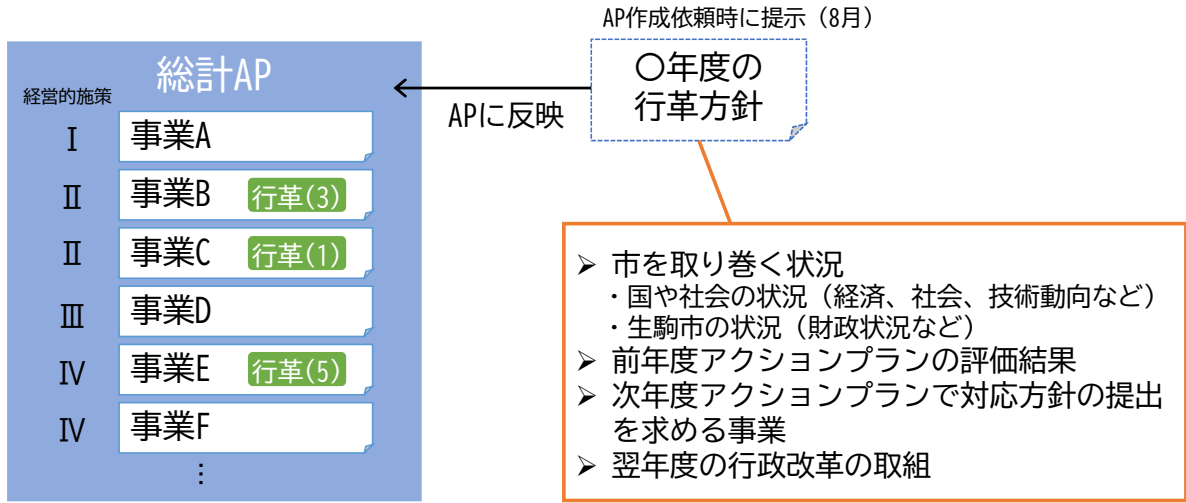 AP作成依頼時に提示（8月）
〇年度の
行革方針
APに反映
総計AP
経営的施策
Ⅰ 事業A
Ⅱ 事業B 行革(3)
Ⅱ 事業C 行革(1)
Ⅲ 事業D
Ⅳ 事業E 行革(5)
Ⅳ 事業F
⋮
➢ 市を取り巻く状況
・国や社会の状況（経済、社会、技術動向など）
・生駒市の状況（財政状況など）
➢ 前年度アクションプランの評価結果
➢ 次年度アクションプランで対応方針の提出
を求める事業
➢ 翌年度の行政改革の取組